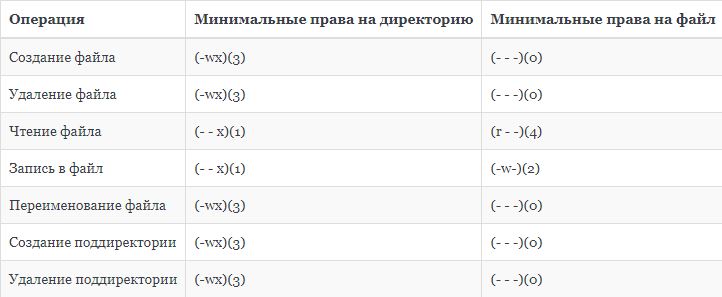 Операция Минимальные права на директорию Минимальные права на файл
Создание файла (-wx)(3) (- - -)(0)
Удаление файла (-wx)(3) (- - -)(0)
Чтение файла (- - x)(1) (r - -)(4)
Запись в файл (- - x)(1) (-w-)(2)
Переименование файла (-wx)(3) (- - -)(0)
Создание поддиректории (-wx)(3) (- - -)(0)
Удаление поддиректории (-wx)(3) (- - -)(0)